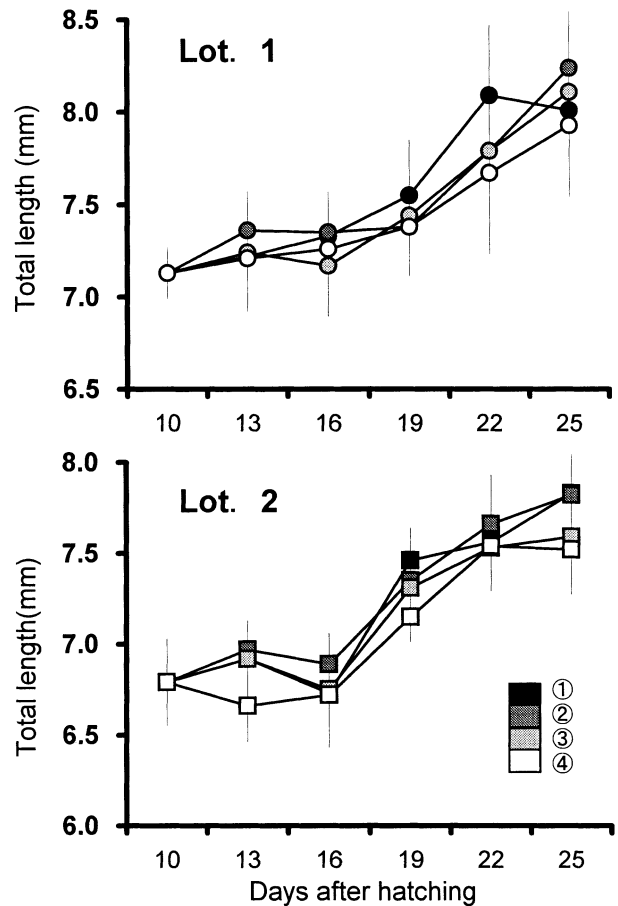 Lot. 1
Total length (mm)
8.5
8.0
7.5
7.0
6.5
10 13 16 19 22 25
Lot. 2
Total length(mm)
8.0
7.5
7.0
6.5
6.0
①
②
③
④
10 13 16 19 22 25
Days after hatching